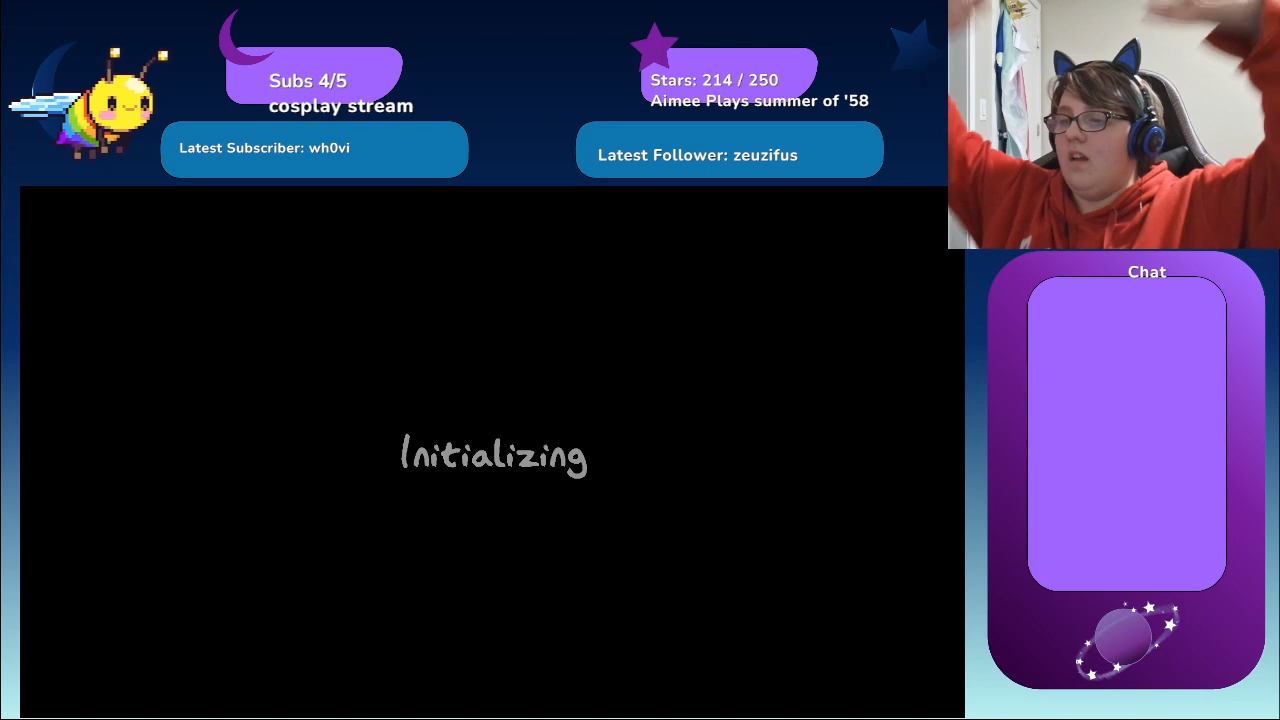 Subs 4/5
cosplay stream
Stars: 214 / 250
Aimee Plays summer of '58
Latest Subscriber: wh0vi
Latest Follower: zeuzifus
Chat
Initializing